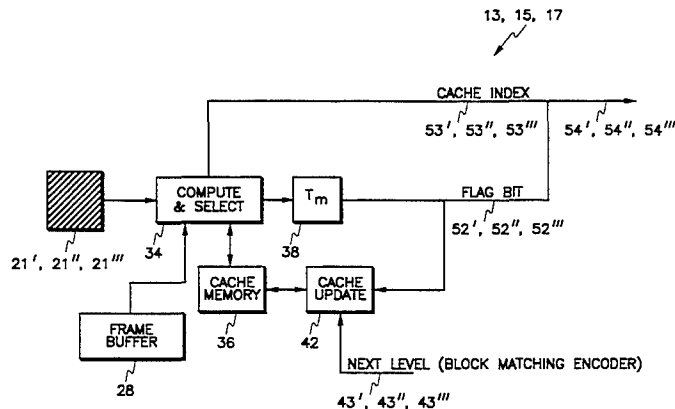 13, 15, 17
CACHE INDEX
53′, 53″, 53‴
54′, 54″, 54‴
COMPUTE
& SELECT
Tm
FLAG BIT
52′, 52″, 52‴
21′, 21″, 21‴
34
38
CACHE
MEMORY
CACHE
UPDATE
36
42
FRAME
BUFFER
28
NEXT LEVEL (BLOCK MATCHING ENCODER)
43′, 43″, 43‴